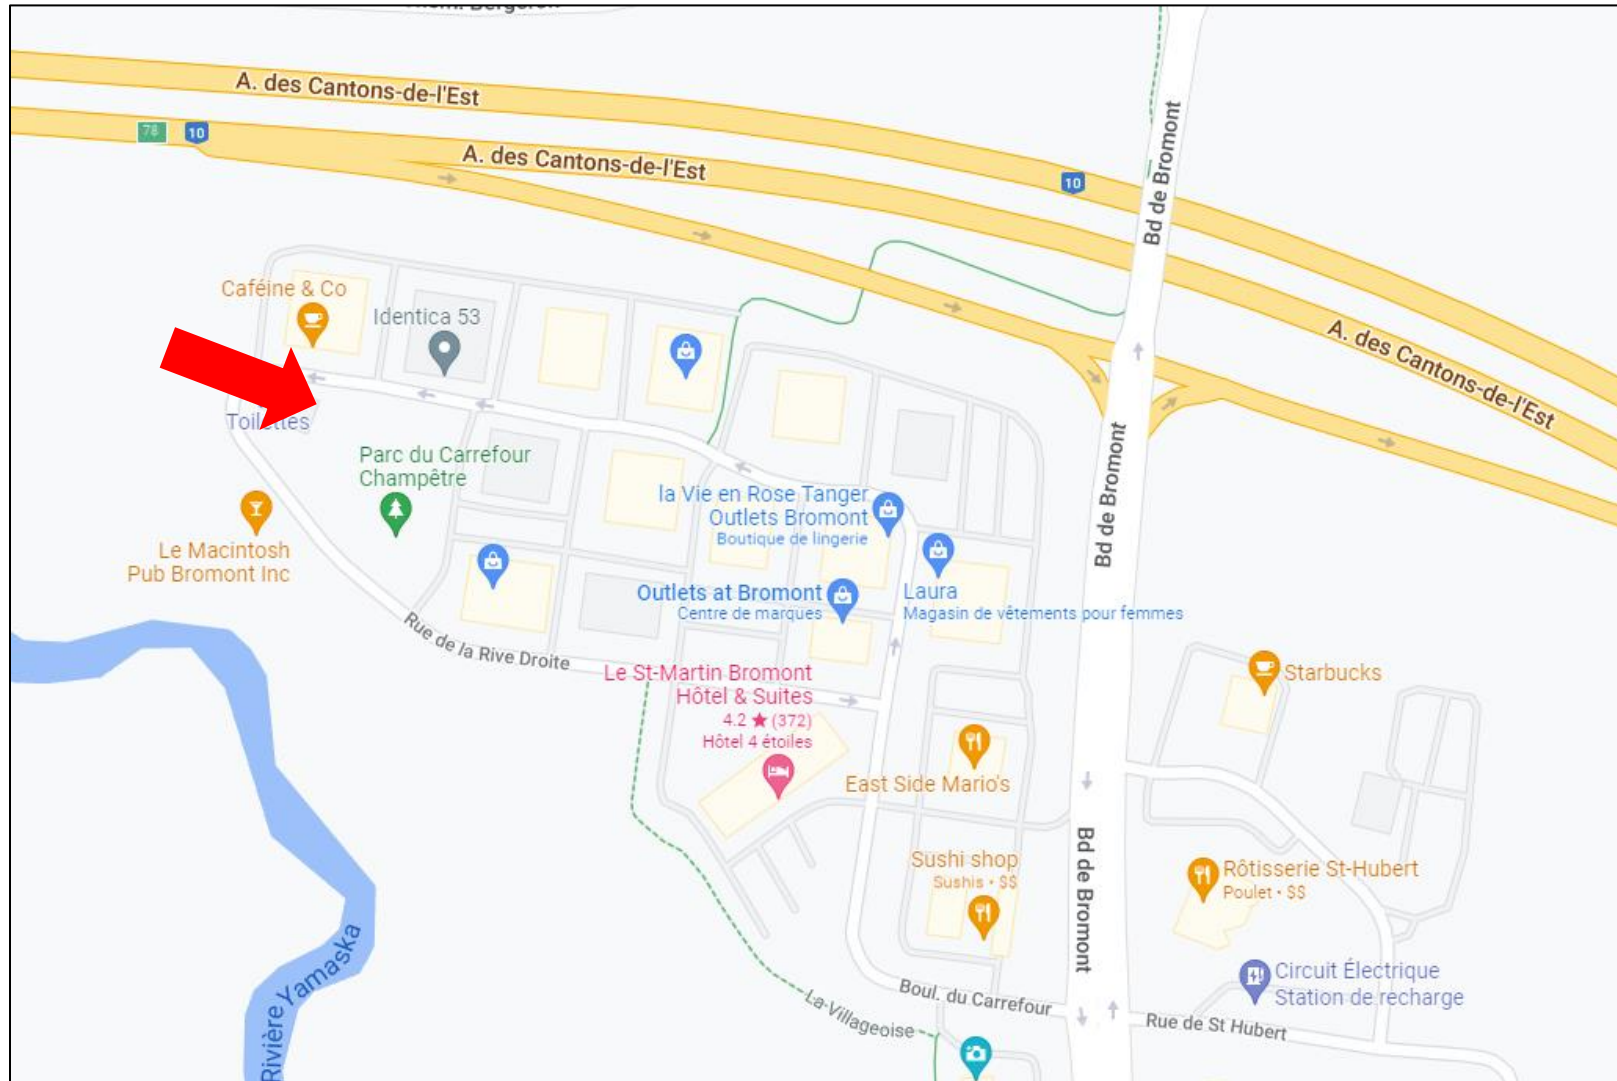 A. des Cantons-de-l'Est
78
10
A. des Cantons-de-l'Est
10
Bd de Bromont
Caféine & Co
Identica 53
A. des Cantons-de-l'Est
Toilettes
Parc du Carrefour
Champêtre
Bd de Bromont
la Vie en Rose Tanger
Outlets Bromont
Boutique de lingerie
Le Macintosh
Pub Bromont Inc
Outlets at Bromont
Centre de marques
Laura
Magasin de vêtements pour femmes
Rue de la Rive Droite
Le St-Martin Bromont
Hôtel & Suites
4.2 ★ (372)
Hôtel 4 étoiles
Starbucks
East Side Mario's
Bd de Bromont
Sushi shop
Sushis • $$
Rôtisserie St-Hubert
Poulet • $$
Rivière Yamaska
Circuit Électrique
Station de recharge
Boul. du Carrefour
La Villageoise
Rue de St Hubert